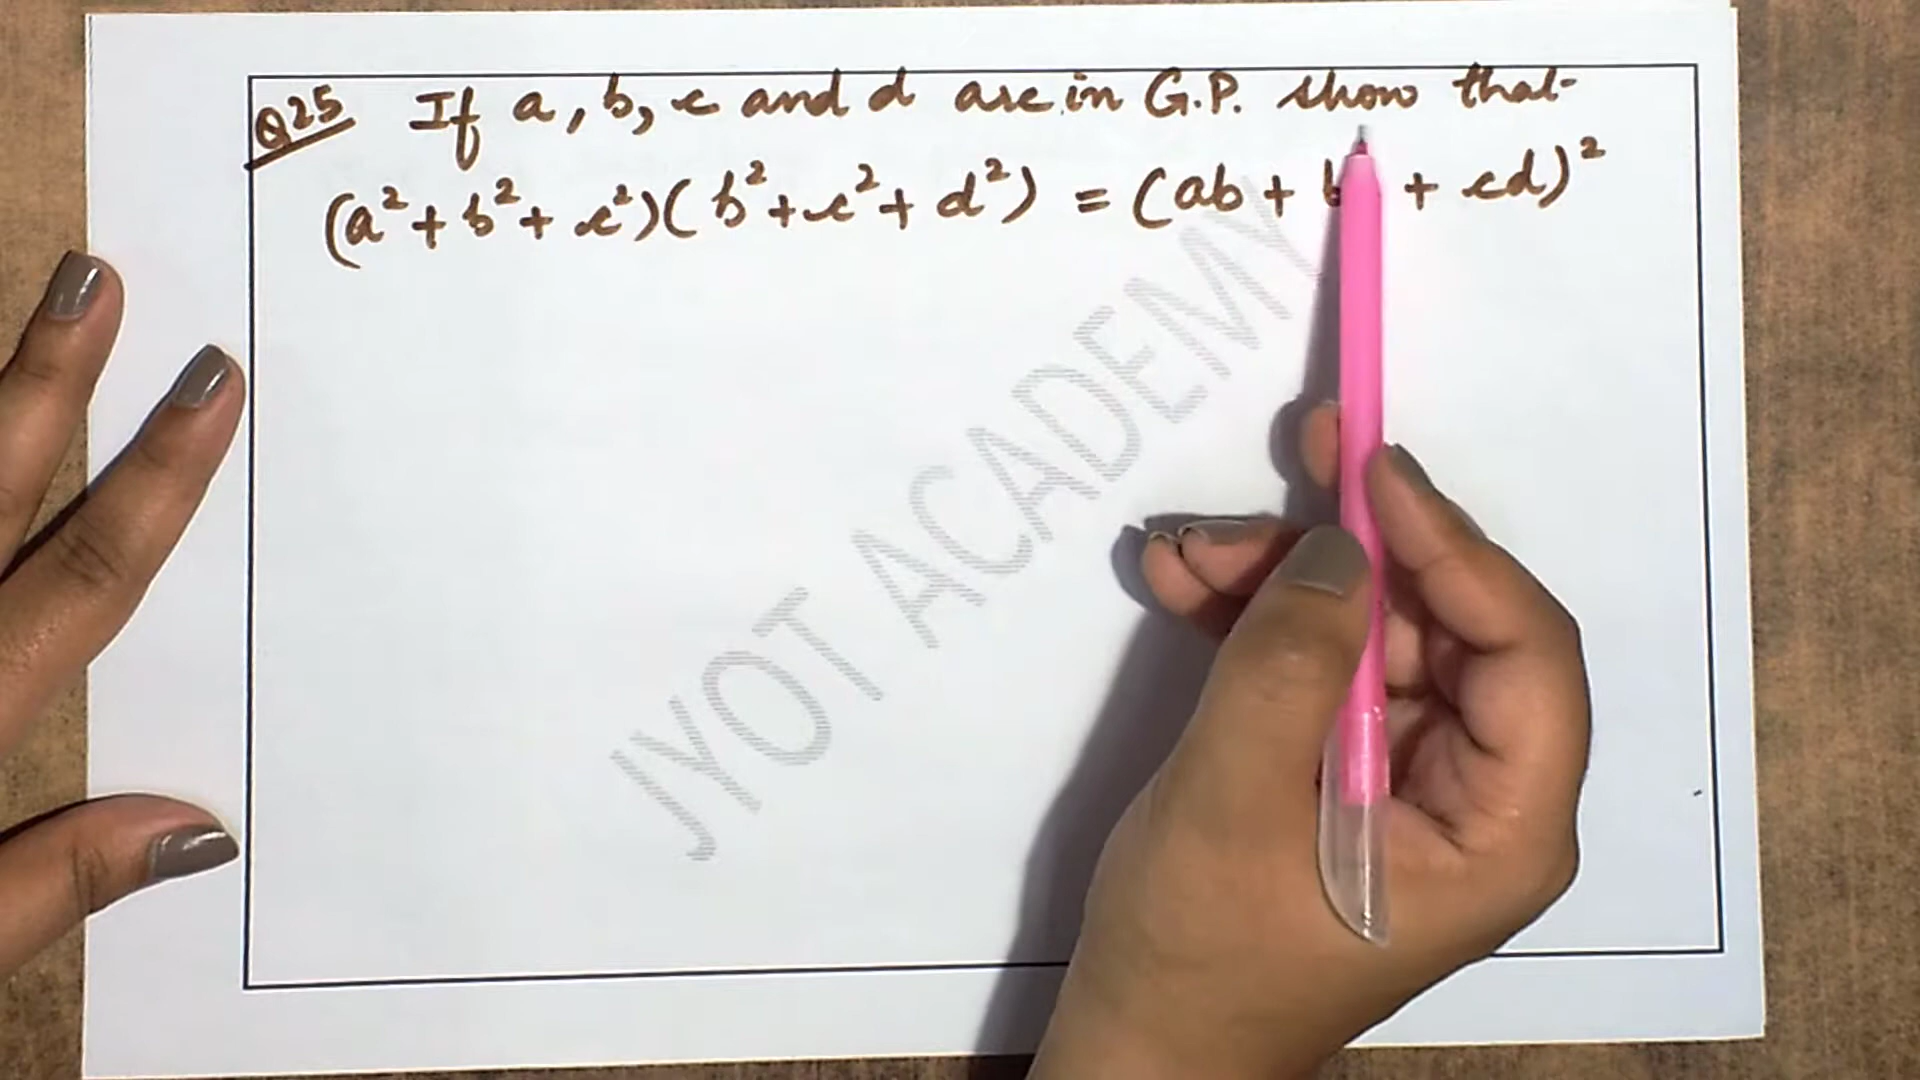 Q25 If a, b, c and d are in G.P. show that
(a²+b²+c²)(b²+c²+d²) = (ab + b + cd)²
JYOT ACADEMY